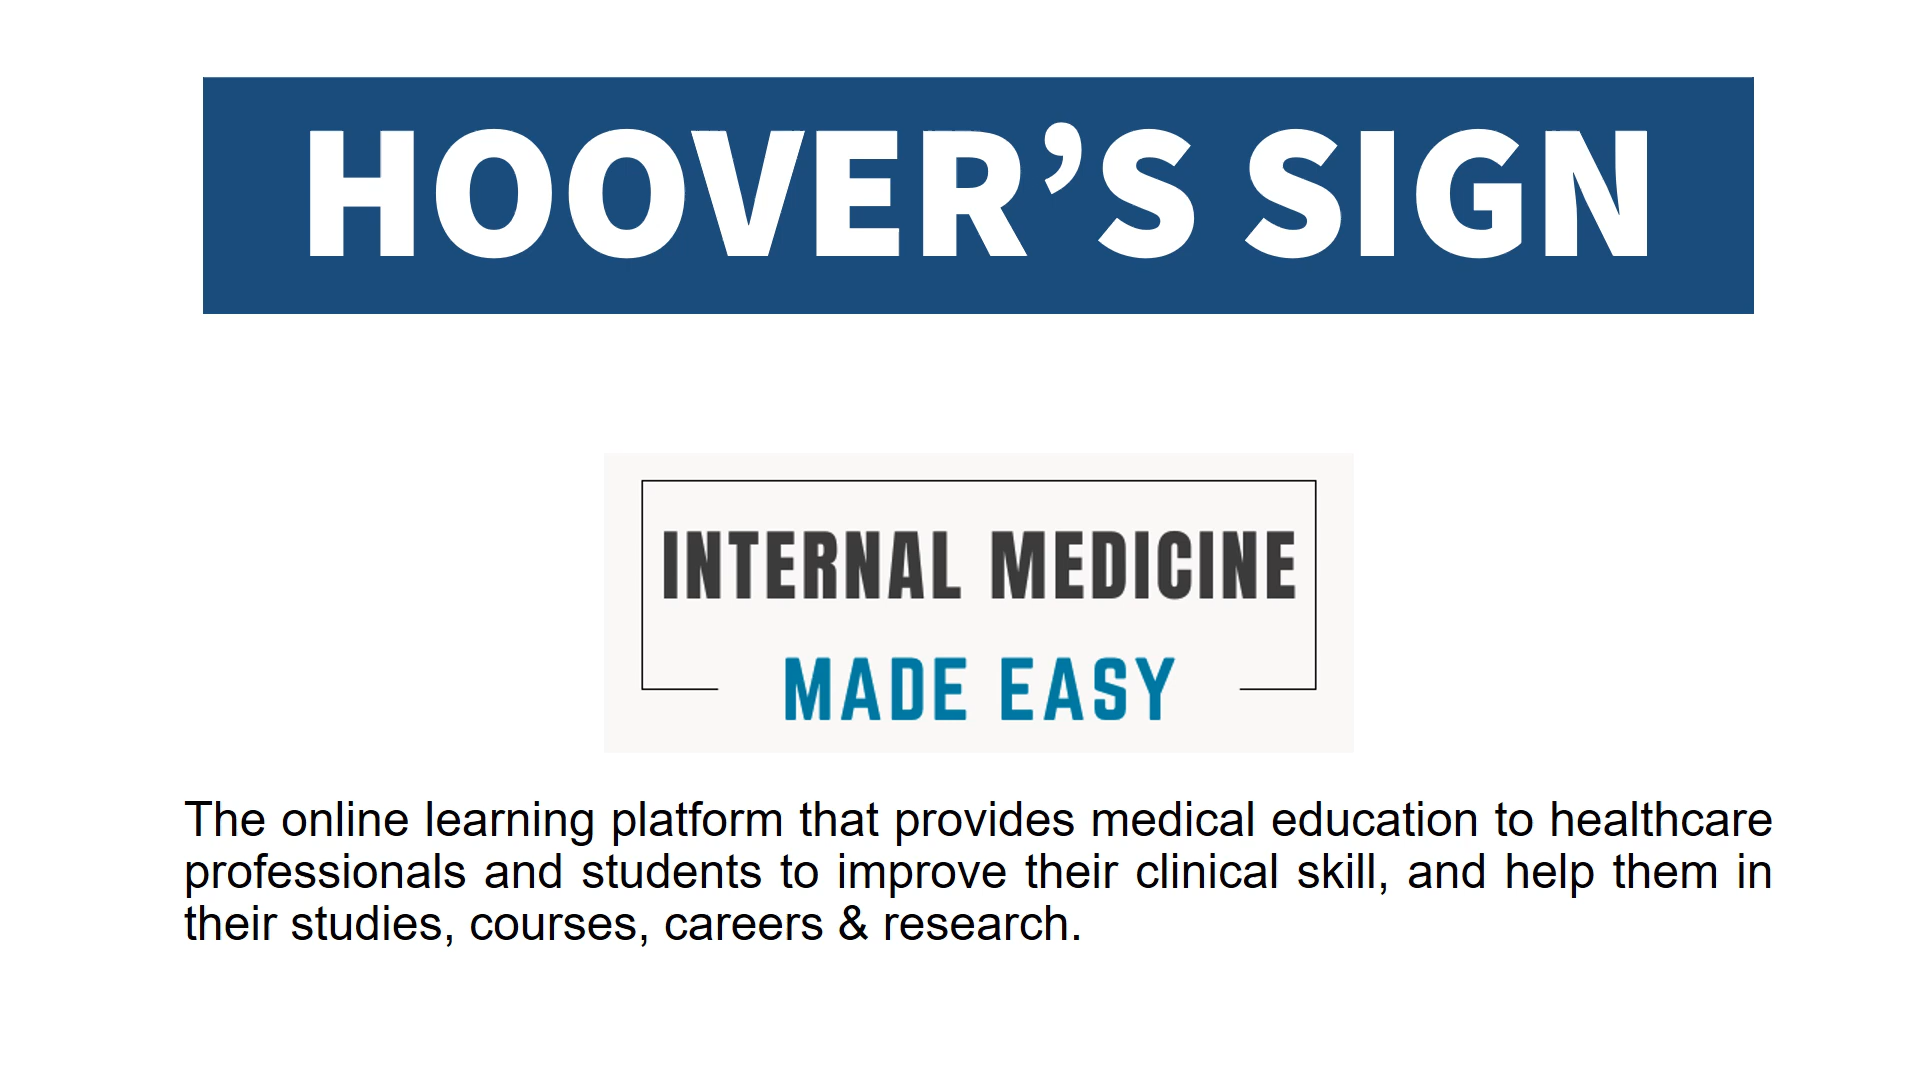 HOOVER’S SIGN
INTERNAL MEDICINE
MADE EASY
The online learning platform that provides medical education to healthcare
professionals and students to improve their clinical skill, and help them in
their studies, courses, careers & research.